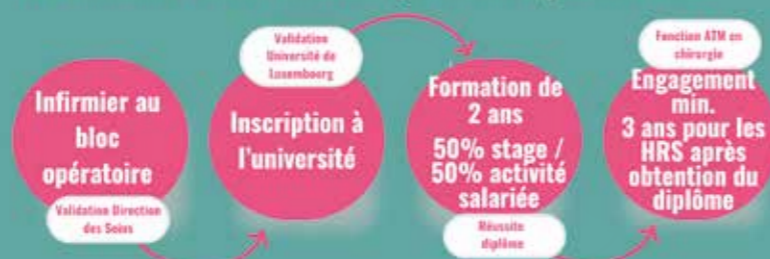 Infirmier au
bloc
opératoire
Validation Direction
des Soins
Validation
Université de
Luxembourg
Inscription à
l'université
Formation de
2 ans
50% stage /
50% activité
salariée
Réussite
diplôme
Fonction ATM en
chirurgie
Engagement
min.
3 ans pour les
HRS après
obtention du
diplôme